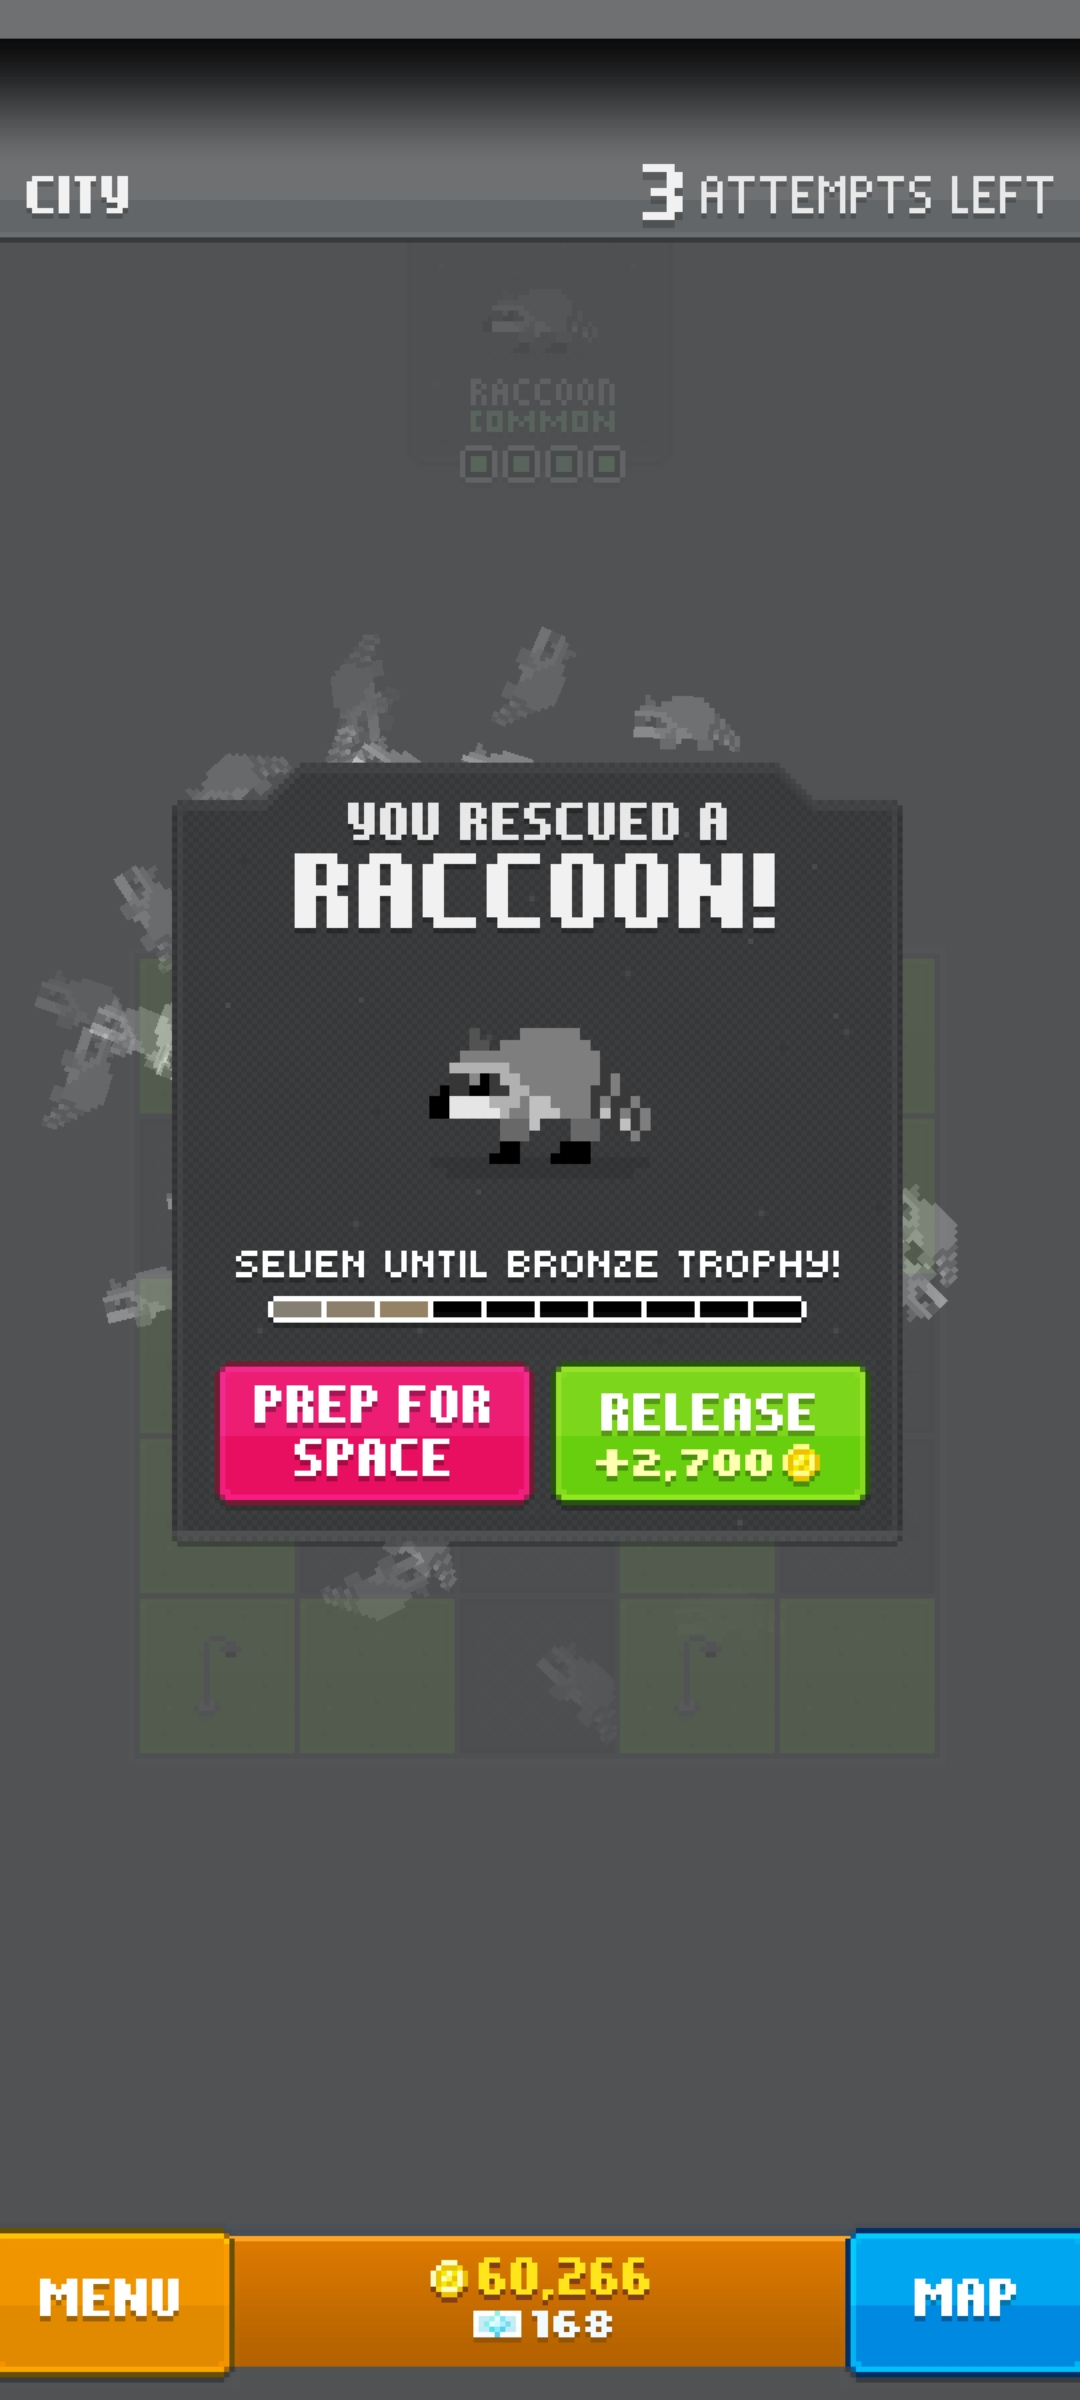 CITY
3 ATTEMPTS LEFT
RACCOON
COMMON
YOU RESCUED A
RACCOON!
SEVEN UNTIL BRONZE TROPHY!
PREP FOR
SPACE
RELEASE
+2,700
MENU
60,266
168
MAP